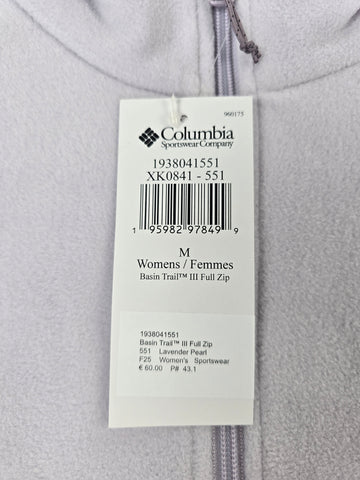 960175
Columbia
Sportswear Company
1938041551
XK0841 - 551
1 95982 97849 9
M
Womens / Femmes
Basin Trail™ III Full Zip
1938041551
Basin Trail™ III Full Zip
551 Lavender Pearl
F25 Women's Sportswear
€ 60.00 P# 43.1